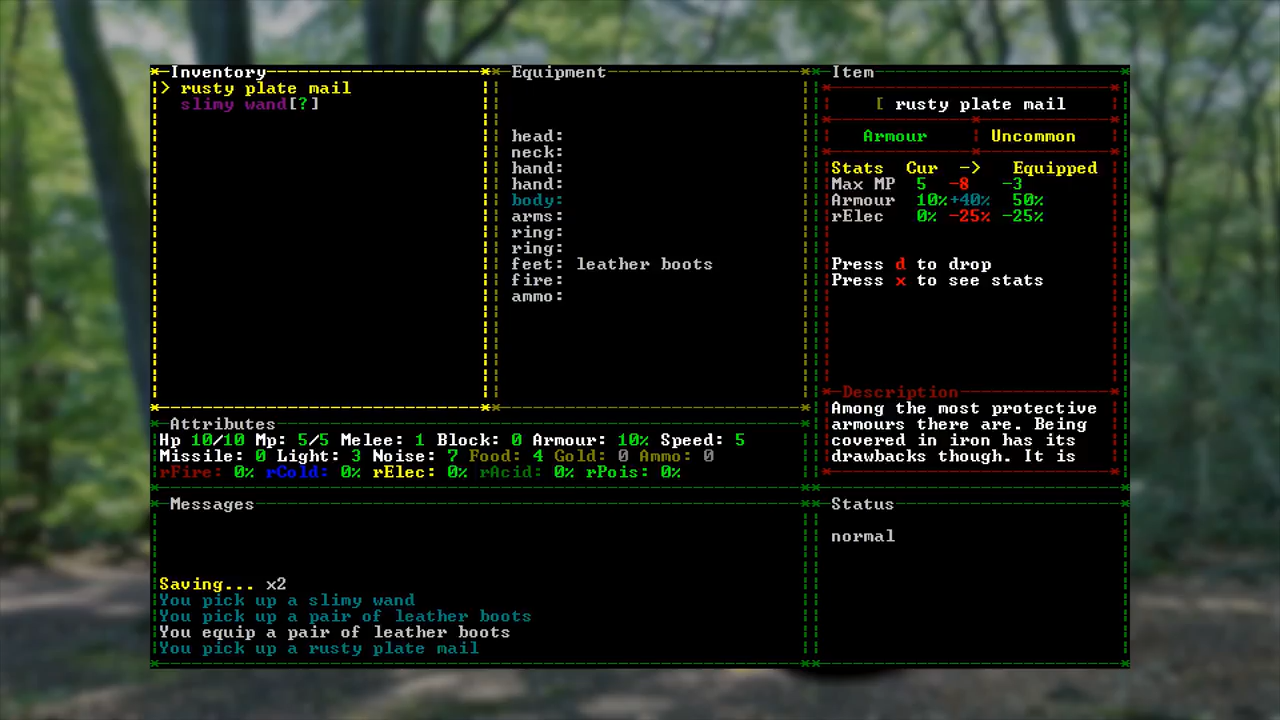 Inventory
> rusty plate mail
slimy wand[?]
Equipment
head:
neck:
hand:
hand:
body:
arms:
ring:
ring:
feet: leather boots
fire:
ammo:
Item
[ rusty plate mail
Armour Uncommon
Stats Cur -> Equipped
Max MP 5 -8 -3
Armour 10% +40% 50%
rElec 0% -25% -25%
Press d to drop
Press x to see stats
Description
Among the most protective
armours there are. Being
covered in iron has its
drawbacks though. It is
Attributes
Hp 10/10 Mp: 5/5 Melee: 1 Block: 0 Armour: 10% Speed: 5
Missile: 0 Light: 3 Noise: 7 Food: 4 Gold: 0 Ammo: 0
rFire: 0% rCold: 0% rElec: 0% rAcid: 0% rPois: 0%
Messages
Saving... x2
You pick up a slimy wand
You pick up a pair of leather boots
You equip a pair of leather boots
You pick up a rusty plate mail
Status
normal